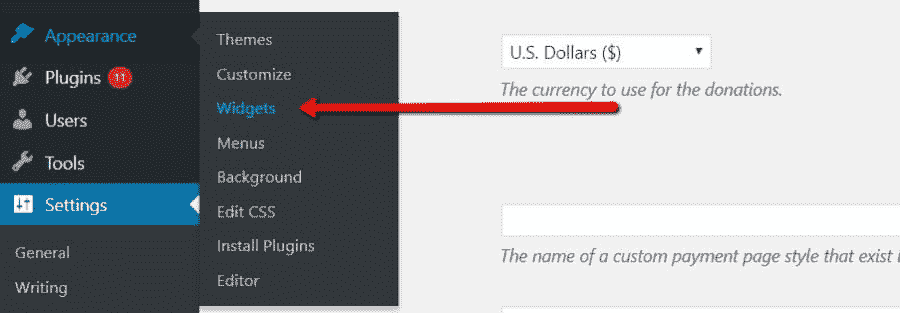 Appearance
Plugins 11
Users
Tools
Settings
General
Writing
Themes
Customize
Widgets
Menus
Background
Edit CSS
Install Plugins
Editor
U.S. Dollars ($)
The currency to use for the donations.
The name of a custom payment page style that exist